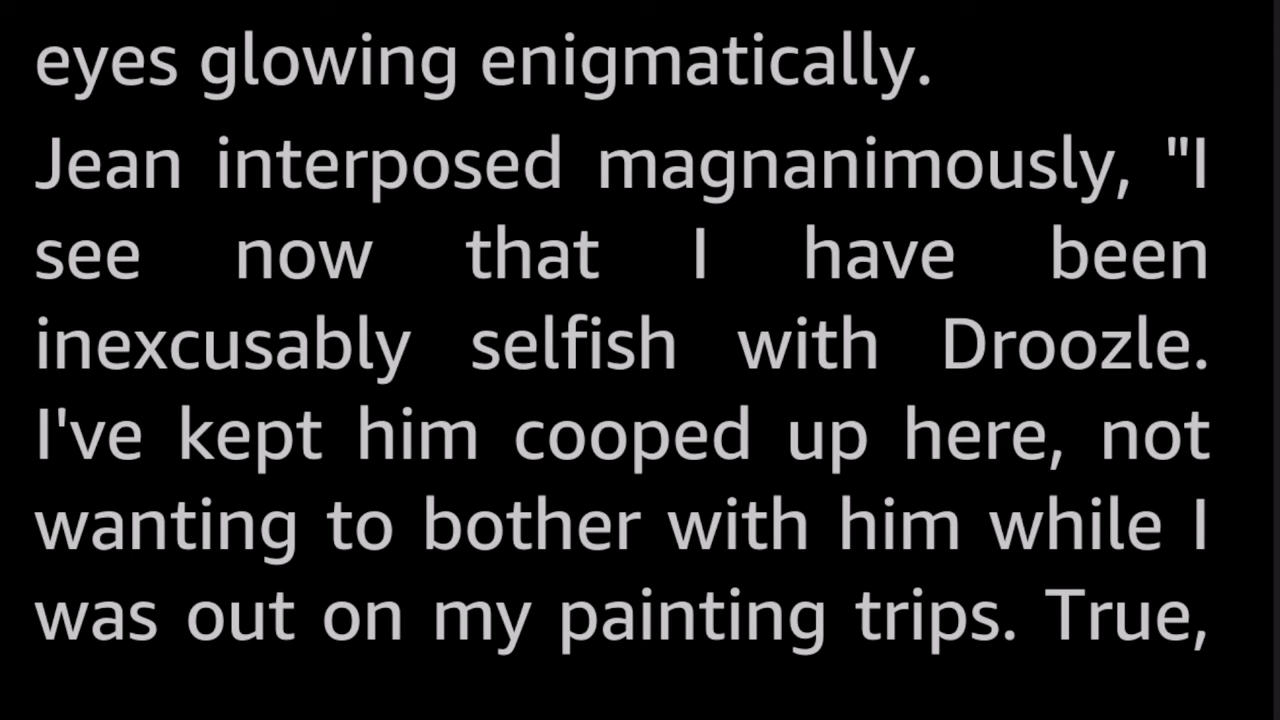 eyes glowing enigmatically.
Jean interposed magnanimously, "I
see now that I have been
inexcusably selfish with Droozle.
I've kept him cooped up here, not
wanting to bother with him while I
was out on my painting trips. True,